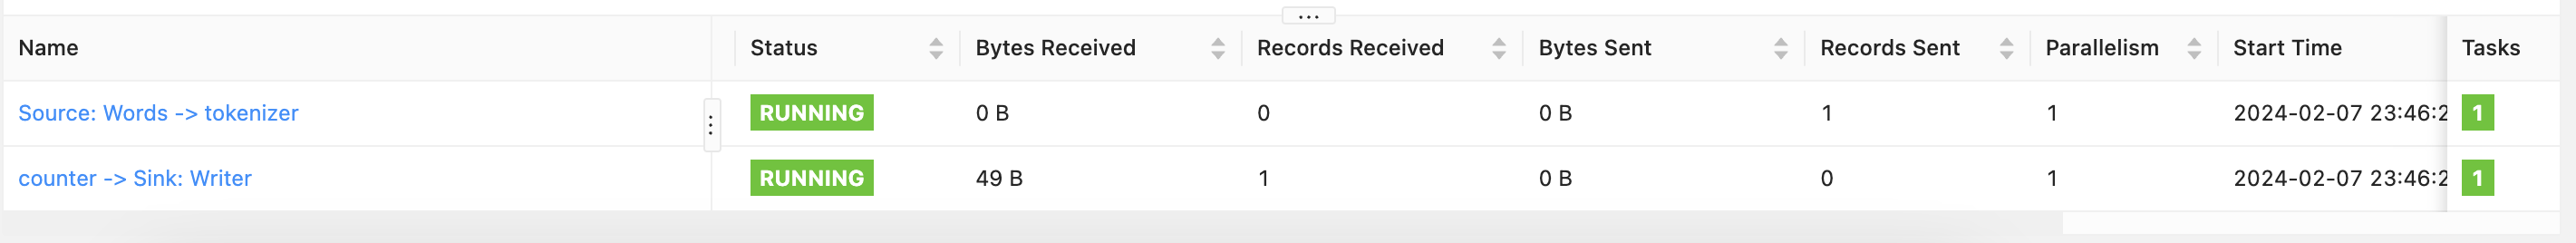 ...
Name Status Bytes Received Records Received Bytes Sent Records Sent Parallelism Start Time Tasks
Source: Words -> tokenizer RUNNING 0 B 0 0 B 1 1 2024-02-07 23:46:2 1
counter -> Sink: Writer RUNNING 49 B 1 0 B 0 1 2024-02-07 23:46:2 1